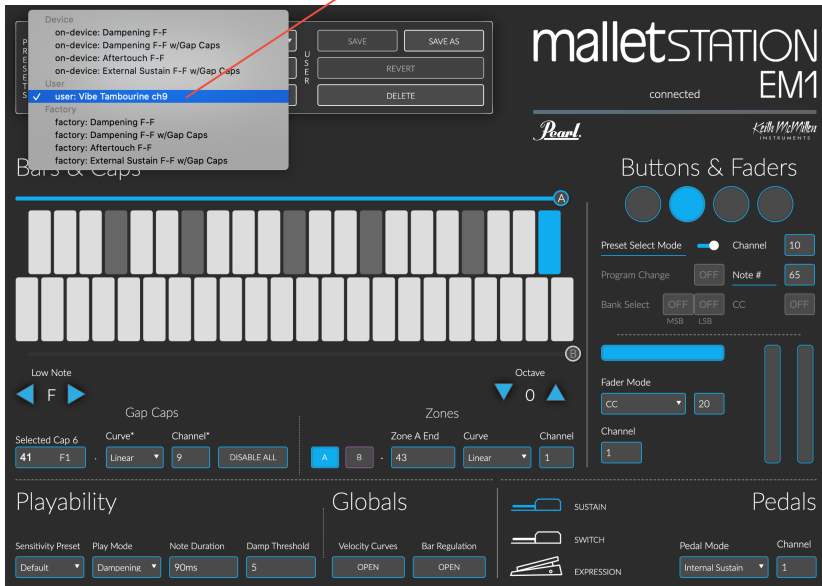 Device
on-device: Dampening F-F
on-device: Dampening F-F w/Gap Caps
on-device: Aftertouch F-F
on-device: External Sustain F-F w/Gap Caps
User
✓ user: Vibe Tambourine ch9
Factory
factory: Dampening F-F
factory: Dampening F-F w/Gap Caps
factory: Aftertouch F-F
factory: External Sustain F-F w/Gap Caps
PRESETS
USER
SAVE SAVE AS
REVERT
DELETE
malletSTATION
EM1
connected
Pearl.
Keith McMillen
INSTRUMENTS
Bars & Caps
A
B
Low Note
F
Octave
0
Gap Caps
Selected Cap 6 Curve* Channel*
41 F1 . Linear 9 DISABLE ALL
Zones
Zone A End Curve Channel
A B . 43 Linear 1
Buttons & Faders
Preset Select Mode Channel 10
Program Change OFF Note # 65
Bank Select OFF OFF CC OFF
MSB LSB
Fader Mode
CC 20
Channel
1
Playability
Sensitivity Preset Play Mode Note Duration Damp Threshold
Default Dampening 90ms 5
Globals
Velocity Curves Bar Regulation
OPEN OPEN
Pedals
SUSTAIN
SWITCH
EXPRESSION
Pedal Mode Channel
Internal Sustain 1